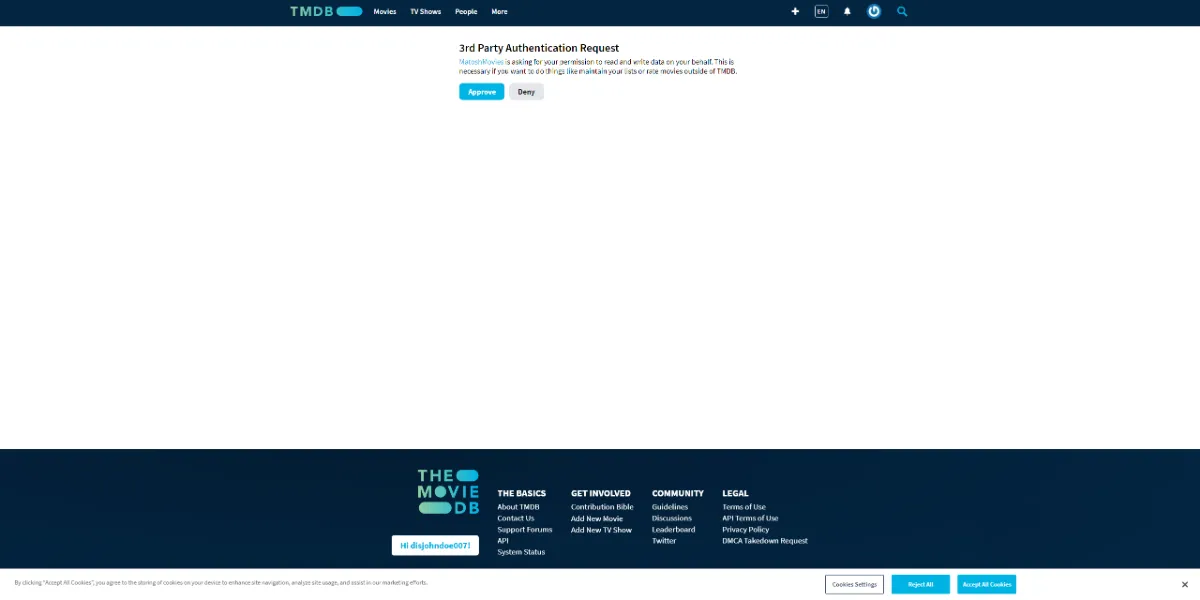 TMDB Movies TV Shows People More EN
3rd Party Authentication Request
MatoshMovies is asking for your permission to read and write data on your behalf. This is
necessary if you want to do things like maintain your lists or rate movies outside of TMDB.
Approve Deny
THE
MOVIE
DB
Hi disjohndoe007!
THE BASICS
About TMDB
Contact Us
Support Forums
API
System Status
GET INVOLVED
Contribution Bible
Add New Movie
Add New TV Show
COMMUNITY
Guidelines
Discussions
Leaderboard
Twitter
LEGAL
Terms of Use
API Terms of Use
Privacy Policy
DMCA Takedown Request
By clicking "Accept All Cookies", you agree to the storing of cookies on your device to enhance site navigation, analyze site usage, and assist in our marketing efforts.
Cookies Settings Reject All Accept All Cookies